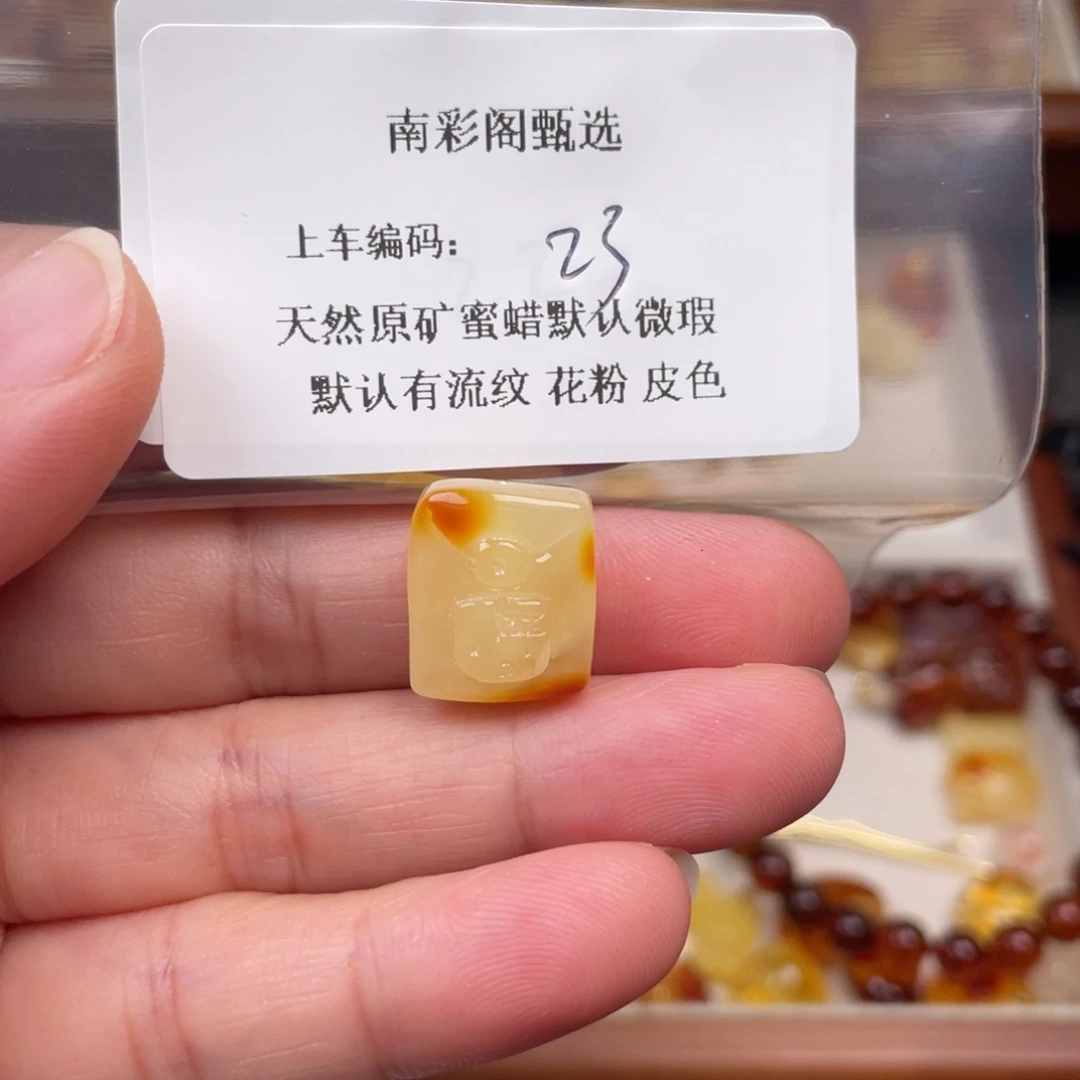 南彩阁甄选
上车编码: 23
天然原矿蜜蜡默认微瑕
默认有流纹 花粉 皮色